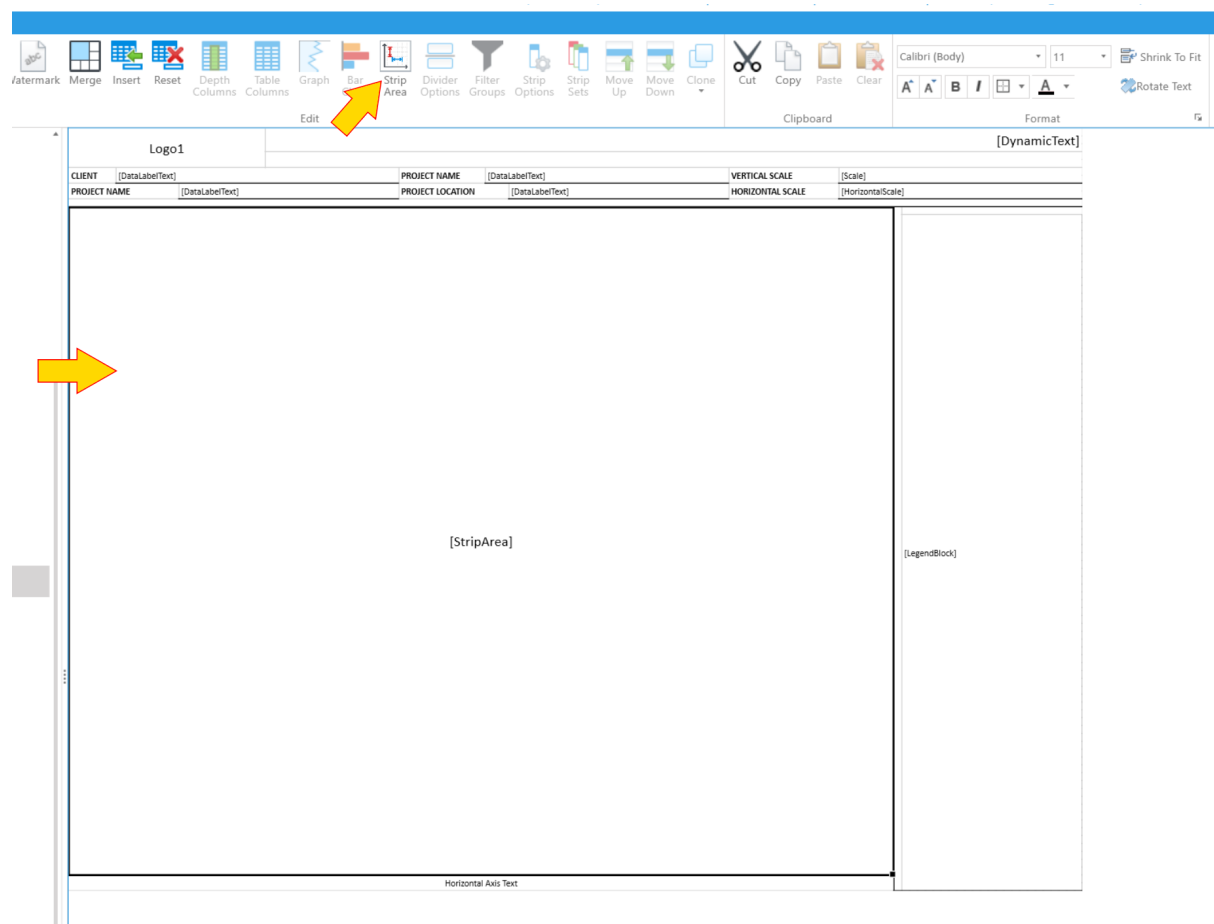 abc
Watermark Merge Insert Reset Depth Columns Table Columns Graph Bar Strip Area Divider Options Filter Groups Strip Options Strip Sets Move Up Move Down Clone Cut Copy Paste Clear
Calibri (Body) 11 Shrink To Fit
A A B I A Rotate Text
Edit Clipboard Format
Logo1 [DynamicText]
CLIENT [DataLabelText] PROJECT NAME [DataLabelText] VERTICAL SCALE [Scale]
PROJECT NAME [DataLabelText] PROJECT LOCATION [DataLabelText] HORIZONTAL SCALE [HorizontalScale]
[StripArea]
[LegendBlock]
Horizontal Axis Text